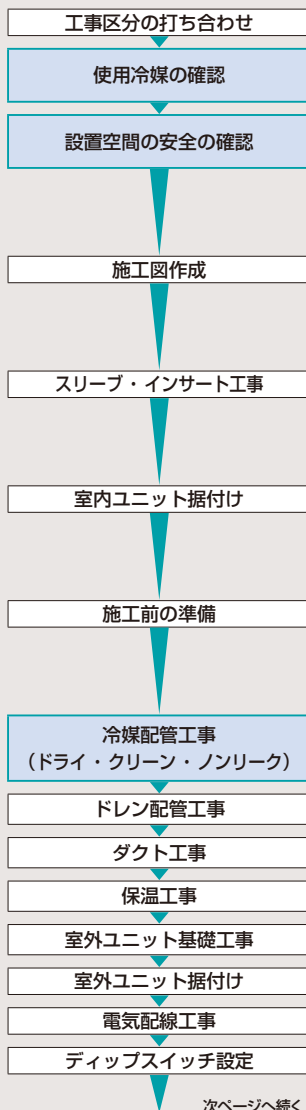 工事区分の打ち合わせ
使用冷媒の確認
設置空間の安全の確認
施工図作成
スリーブ・インサート工事
室内ユニット据付け
施工前の準備
冷媒配管工事
（ドライ・クリーン・ノンリーク）
ドレン配管工事
ダクト工事
保温工事
室外ユニット基礎工事
室外ユニット据付け
電気配線工事
ディップスイッチ設定
次ページへ続く